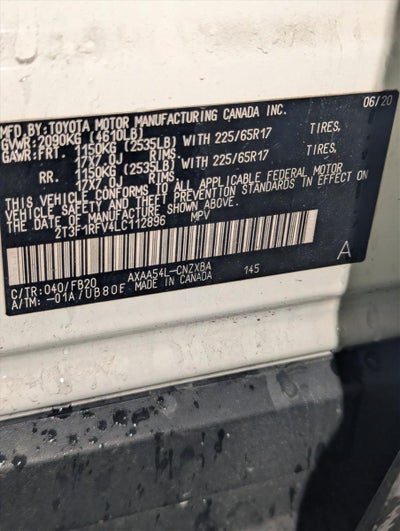 MFD.BY:TOYOTA MOTOR MANUFACTURING CANADA INC. 06/20
GVWR:2090KG (4610LB)
GAWR:FRT 1150KG (2535LB) WITH 225/65R17 TIRES,
17X7.0J RIMS.
RR. 1150KG (2535LB) WITH 225/65R17 TIRES,
17X7.0J RIMS.
THIS VEHICLE CONFORMS TO ALL APPLICABLE FEDERAL MOTOR
VEHICLE SAFETY AND THEFT PREVENTION STANDARDS IN EFFECT ON
THE DATE OF MANUFACTURE SHOWN ABOVE.
2T3F1RFV4LC112896 MPV
C/TR:040/FB20 AXAA54L-CNZXBA 145 A
A/TM:-01A/UB80E MADE IN CANADA